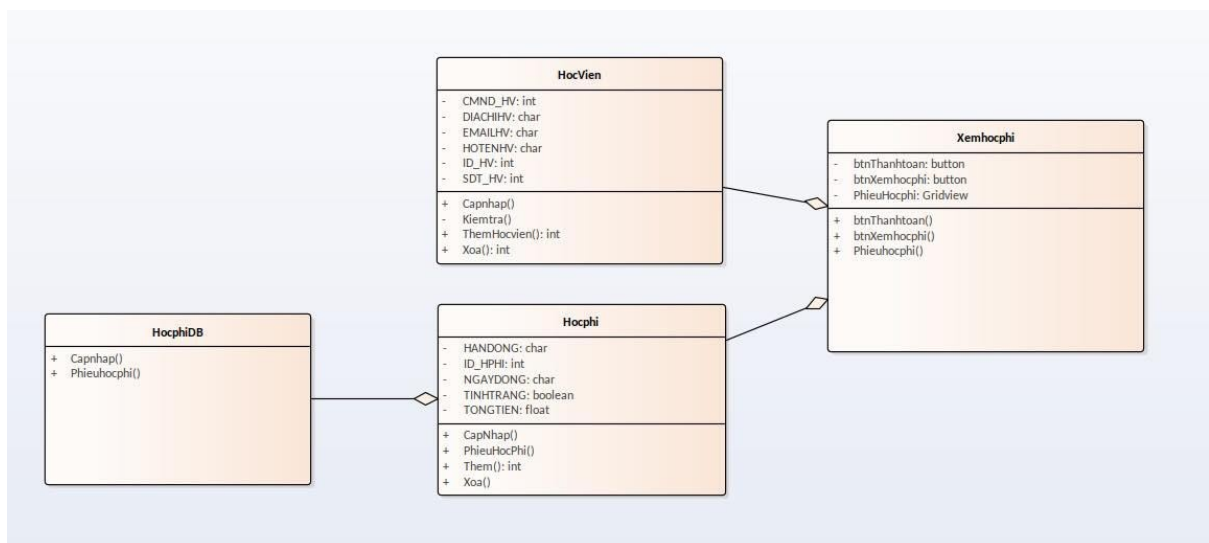 HocVien
- CMND_HV: int
- DIACHIHV: char
- EMAILHV: char
- HOTENHV: char
- ID_HV: int
- SDT_HV: int
+ Capnhap()
- Kiemtra()
+ ThemHocvien(): int
+ Xoa(): int
Xemhocphi
- btnThanhtoan: button
- btnXemhocphi: button
- PhieuHocphi: Gridview
+ btnThanhtoan()
+ btnXemhocphi()
+ Phieuhocphi()
HocphiDB
+ Capnhap()
+ Phieuhocphi()
Hocphi
- HANDONG: char
- ID_HPHI: int
- NGAYDONG: char
- TINHTRANG: boolean
- TONGTIEN: float
+ CapNhap()
+ PhieuHocPhi()
+ Them(): int
+ Xoa()